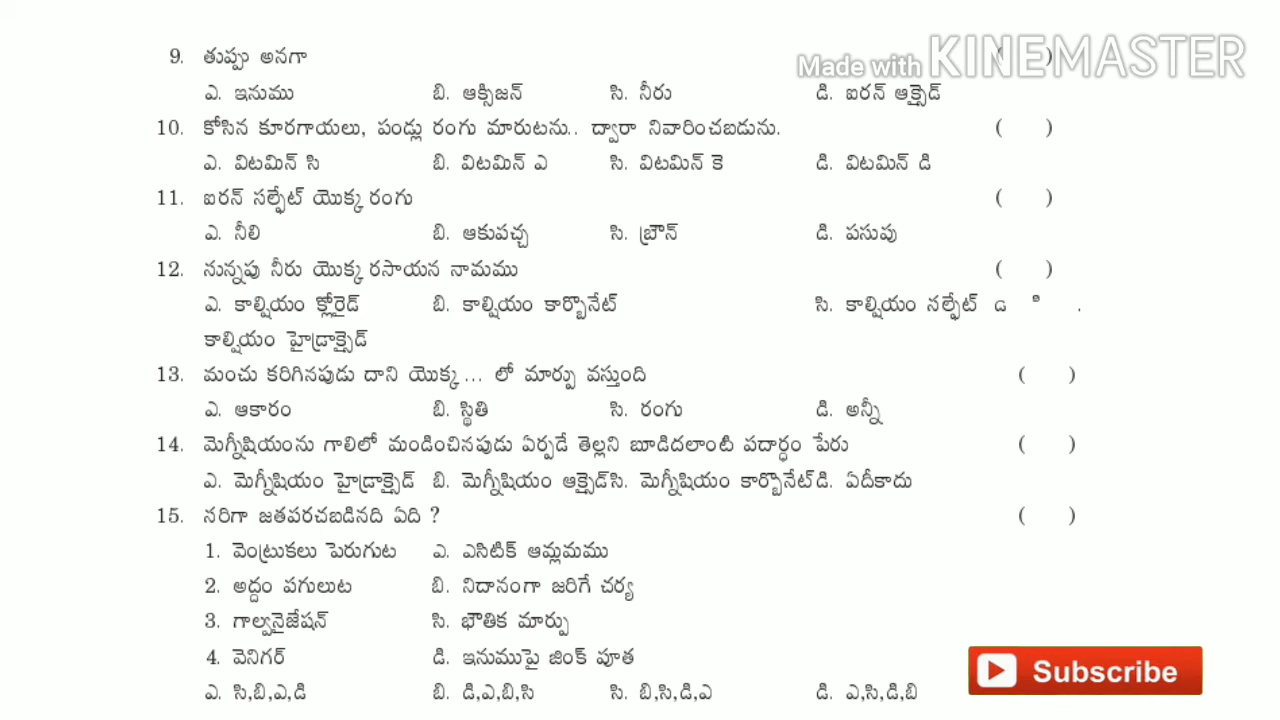 Made with KINEMASTER
9. తుప్పు అనగా ( )
ఎ. ఇనుము బి. ఆక్సిజన్ సి. నీరు డి. ఐరన్ ఆక్సైడ్
10. కోసిన కూరగాయలు, పండ్లు రంగు మారుటను.. ద్వారా నివారించబడును. ( )
ఎ. విటమిన్ సి బి. విటమిన్ ఎ సి. విటమిన్ కె డి. విటమిన్ డి
11. ఐరన్ సల్ఫేట్ యొక్క రంగు ( )
ఎ. నీలి బి. ఆకుపచ్చ సి. బ్రౌన్ డి. పసుపు
12. నున్నపు నీరు యొక్క రసాయన నామము ( )
ఎ. కాల్షియం క్లోరైడ్ బి. కాల్షియం కార్బొనేట్ సి. కాల్షియం సల్ఫేట్ .
కాల్షియం హైడ్రాక్సైడ్
13. మంచు కరిగినపుడు దాని యొక్క ... లో మార్పు వస్తుంది ( )
ఎ. ఆకారం బి. స్థితి సి. రంగు డి. అన్నీ
14. మెగ్నీషియంను గాలిలో మండించినపుడు ఏర్పడే తెల్లని బూడిదలాంటి పదార్ధం పేరు ( )
ఎ. మెగ్నీషియం హైడ్రాక్సైడ్ బి. మెగ్నీషియం ఆక్సైడ్ సి. మెగ్నీషియం కార్బొనేట్ డి. ఏదీకాదు
15. సరిగా జతపరచబడినది ఏది ? ( )
1. వెంట్రుకలు పెరుగుట ఎ. ఎసిటిక్ ఆమ్లమము
2. అద్దం పగులుట బి. నిదానంగా జరిగే చర్య
3. గాల్వనైజేషన్ సి. భౌతిక మార్పు
4. వెనిగర్ డి. ఇనుముపై జింక్ పూత
ఎ. సి,బి,ఎ,డి బి. డి,ఎ,బి,సి సి. బి,సి,డి,ఎ డి. ఎ,సి,డి,బి
Subscribe